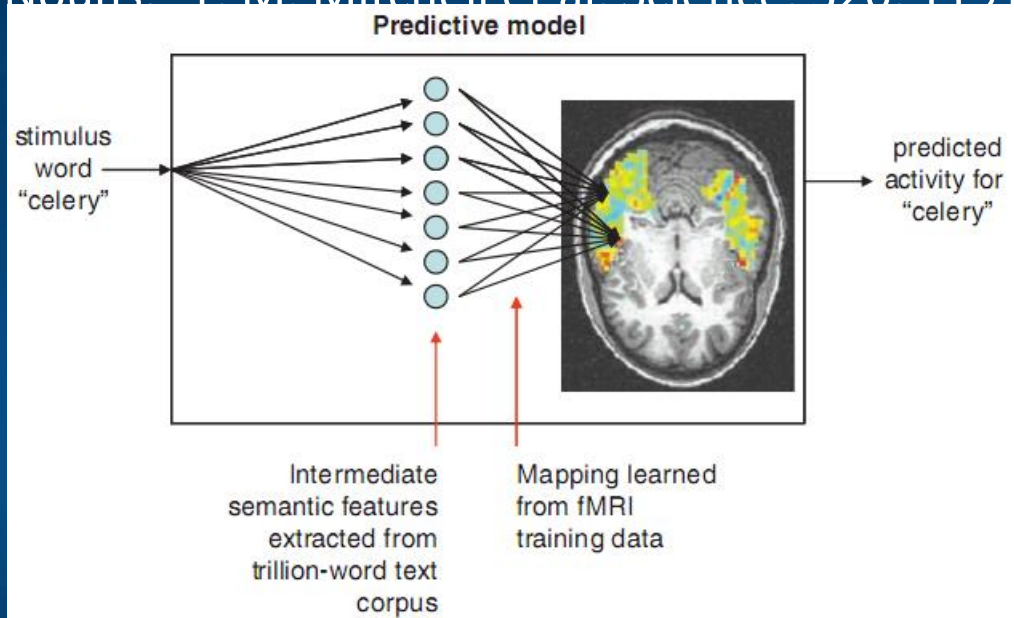 Predictive model
stimulus
word
“celery”
predicted
activity for
“celery”
Intermediate
semantic features
extracted from
trillion-word text
corpus
Mapping learned
from fMRI
training data